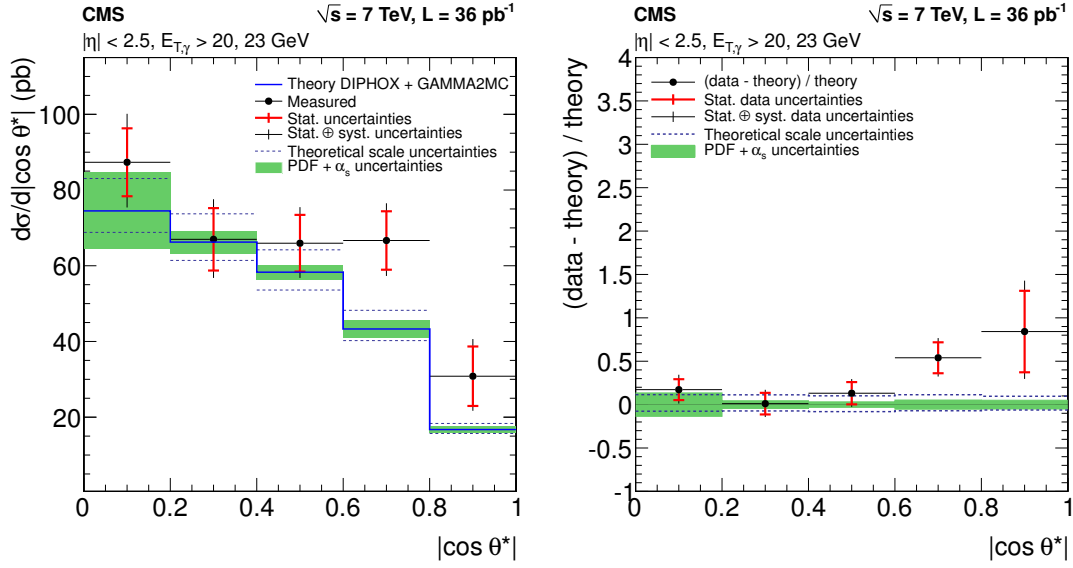 CMS
√s = 7 TeV, L = 36 pb⁻¹
|η| < 2.5, E_T,γ > 20, 23 GeV
dσ/d|cos θ*| (pb)
Theory DIPHOX + GAMMA2MC
Measured
Stat. uncertainties
Stat. ⊕ syst. uncertainties
Theoretical scale uncertainties
PDF + α_s uncertainties
100
80
60
40
20
0 0.2 0.4 0.6 0.8 1
|cos θ*|
CMS
√s = 7 TeV, L = 36 pb⁻¹
|η| < 2.5, E_T,γ > 20, 23 GeV
(data - theory) / theory
(data - theory) / theory
Stat. data uncertainties
Stat. ⊕ syst. data uncertainties
Theoretical scale uncertainties
PDF + α_s uncertainties
4
3.5
3
2.5
2
1.5
1
0.5
0
-0.5
-1
0 0.2 0.4 0.6 0.8 1
|cos θ*|